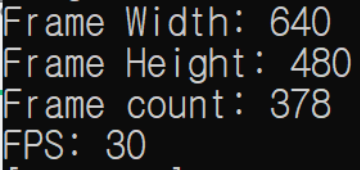 Frame Width: 640
Frame Height: 480
Frame count: 378
FPS: 30